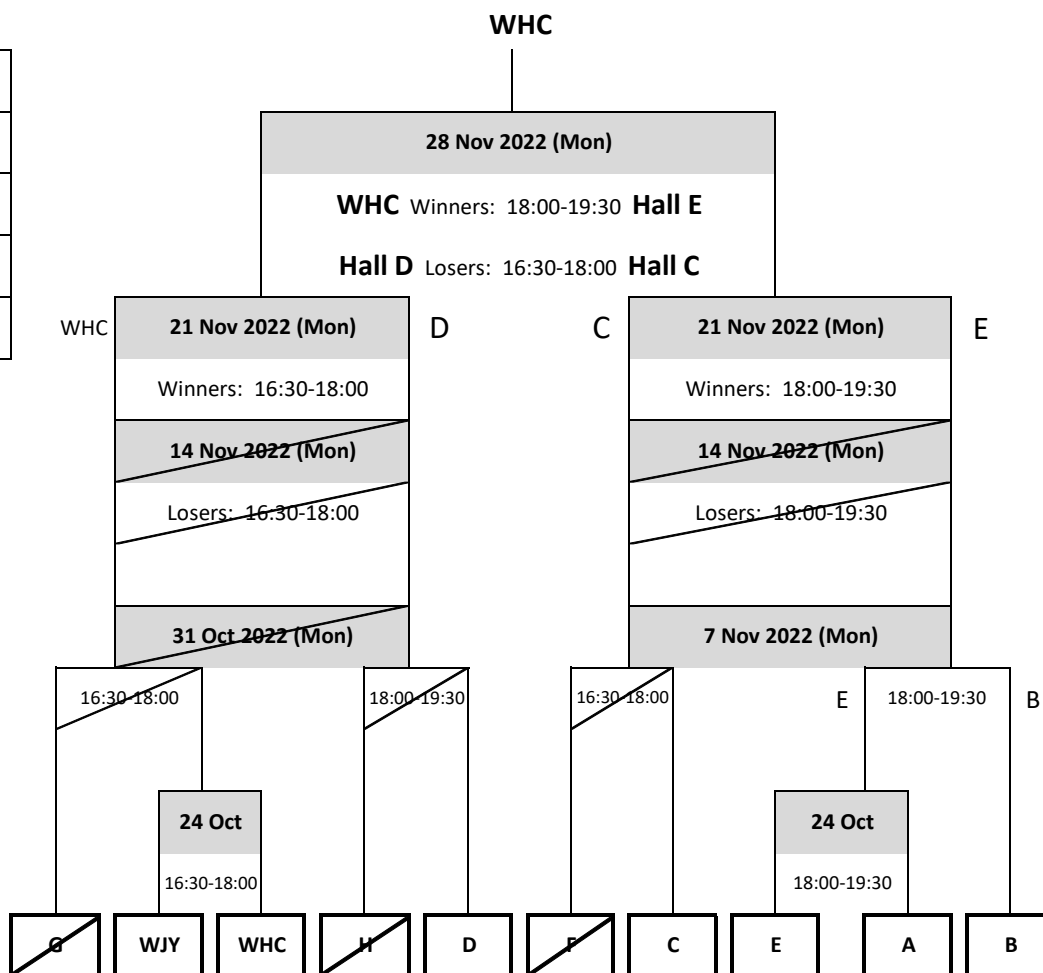 WHC
28 Nov 2022 (Mon)
WHC Winners: 18:00-19:30 Hall E
Hall D Losers: 16:30-18:00 Hall C
WHC 21 Nov 2022 (Mon) D C 21 Nov 2022 (Mon) E
Winners: 16:30-18:00 Winners: 18:00-19:30
14 Nov 2022 (Mon) 14 Nov 2022 (Mon)
Losers: 16:30-18:00 Losers: 18:00-19:30
31 Oct 2022 (Mon) 7 Nov 2022 (Mon)
16:30-18:00 18:00-19:30 16:30-18:00 E 18:00-19:30 B
24 Oct 24 Oct
16:30-18:00 18:00-19:30
G WJY WHC H D F C E A B